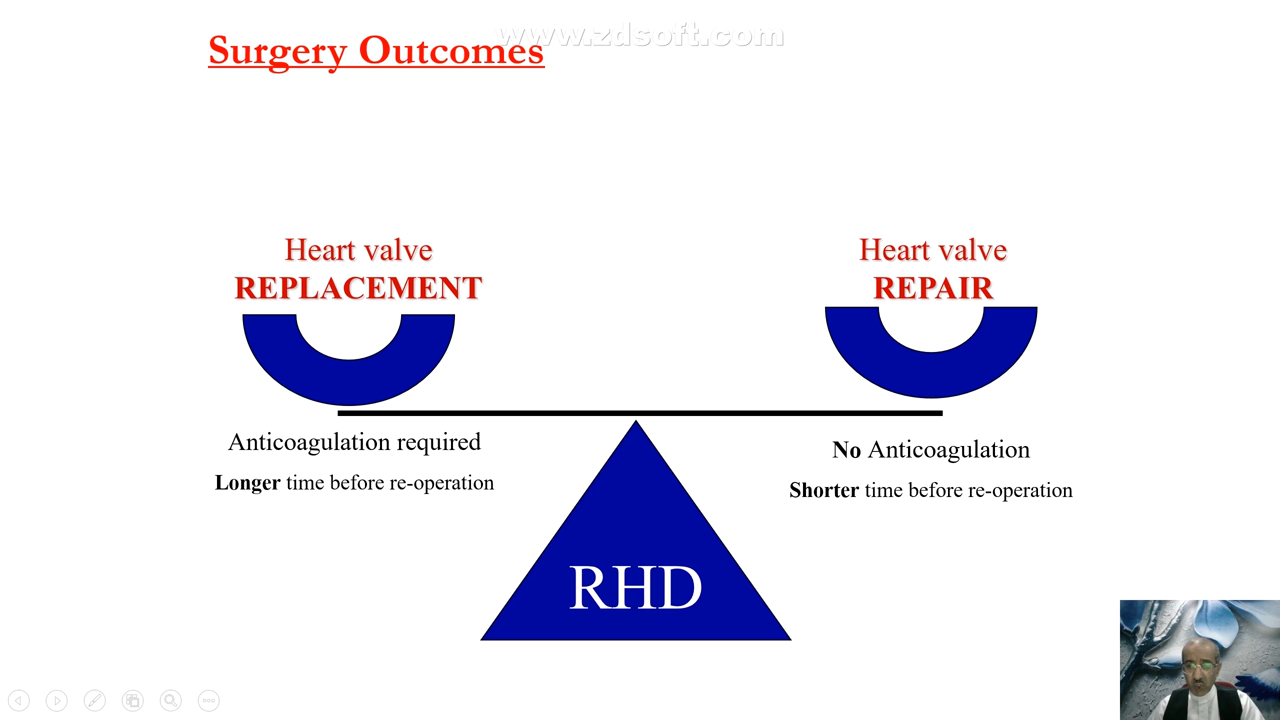 www.zdsoft.com
Surgery Outcomes
Heart valve
REPLACEMENT
Heart valve
REPAIR
Anticoagulation required
Longer time before re-operation
No Anticoagulation
Shorter time before re-operation
RHD